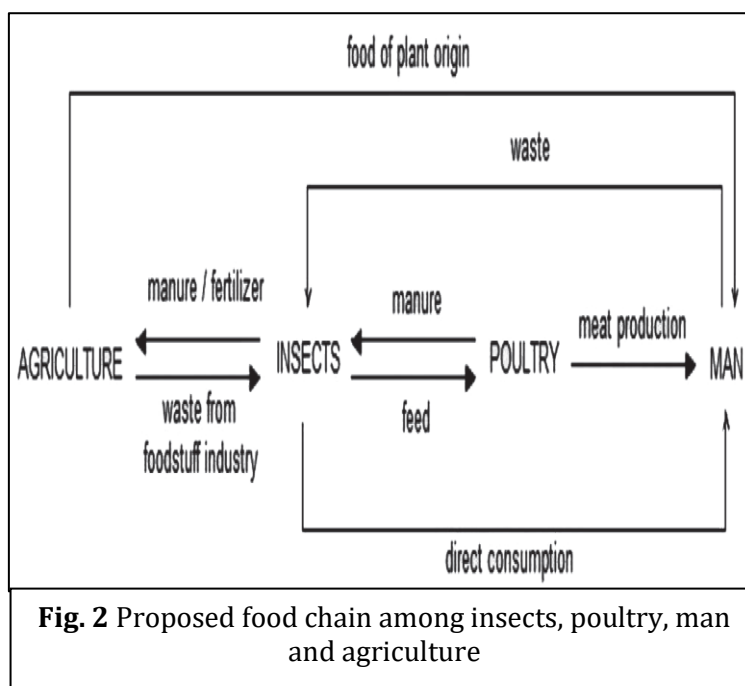 food of plant origin
waste
manure / fertilizer
manure
meat production
AGRICULTURE
INSECTS
POULTRY
MAN
waste from
foodstuff industry
feed
direct consumption
Fig. 2 Proposed food chain among insects, poultry, man
and agriculture